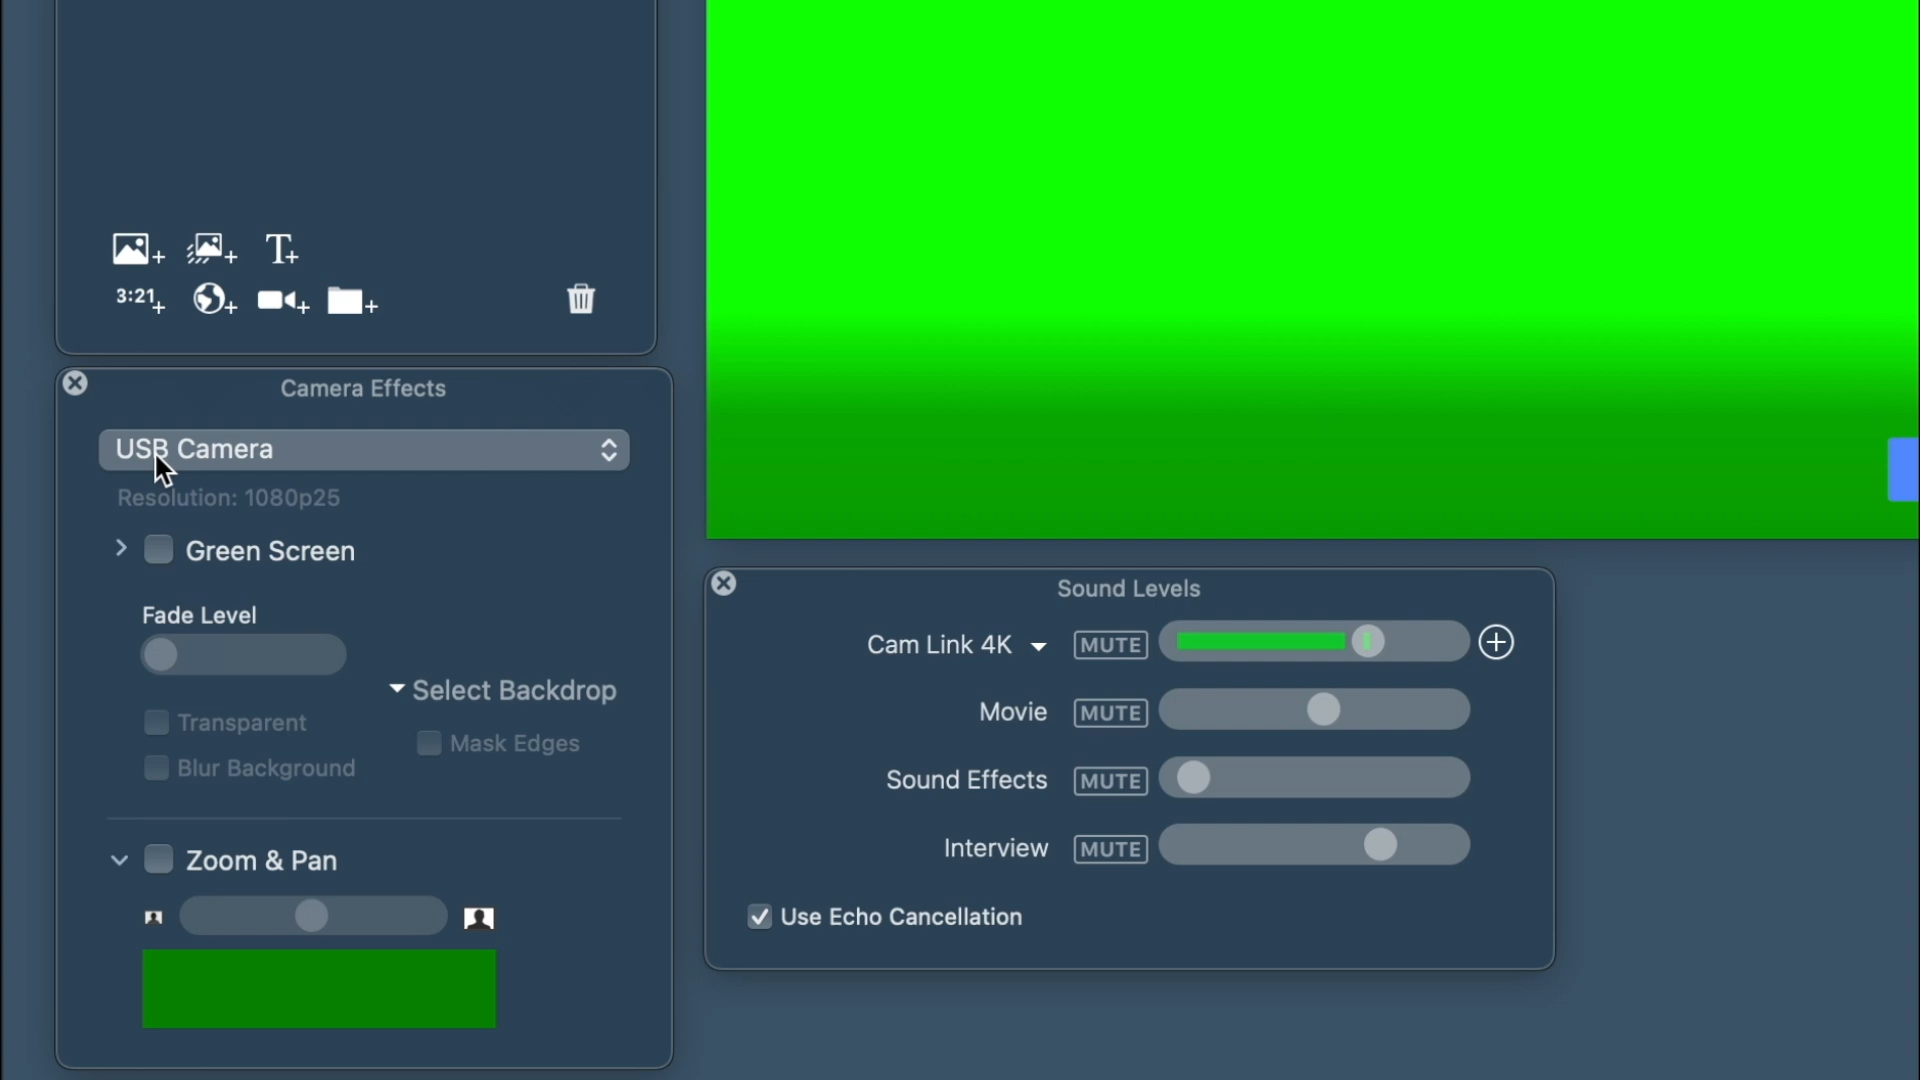 T+
3:21+
Camera Effects
USB Camera
Resolution: 1080p25
Green Screen
Fade Level
Select Backdrop
Transparent
Mask Edges
Blur Background
Zoom & Pan
Sound Levels
Cam Link 4K MUTE
Movie MUTE
Sound Effects MUTE
Interview MUTE
Use Echo Cancellation